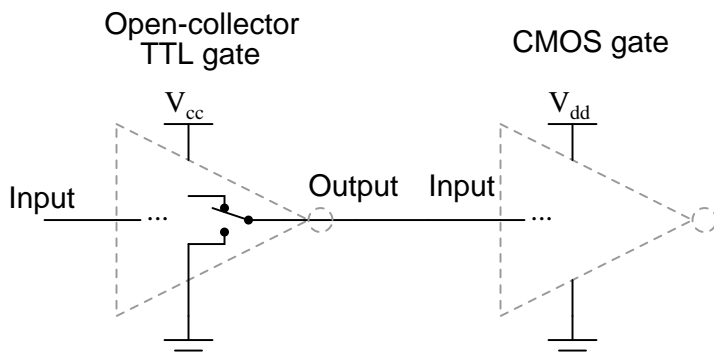 Open-collector
TTL gate
CMOS gate
Vcc
Vdd
Input
...
Output
Input
...